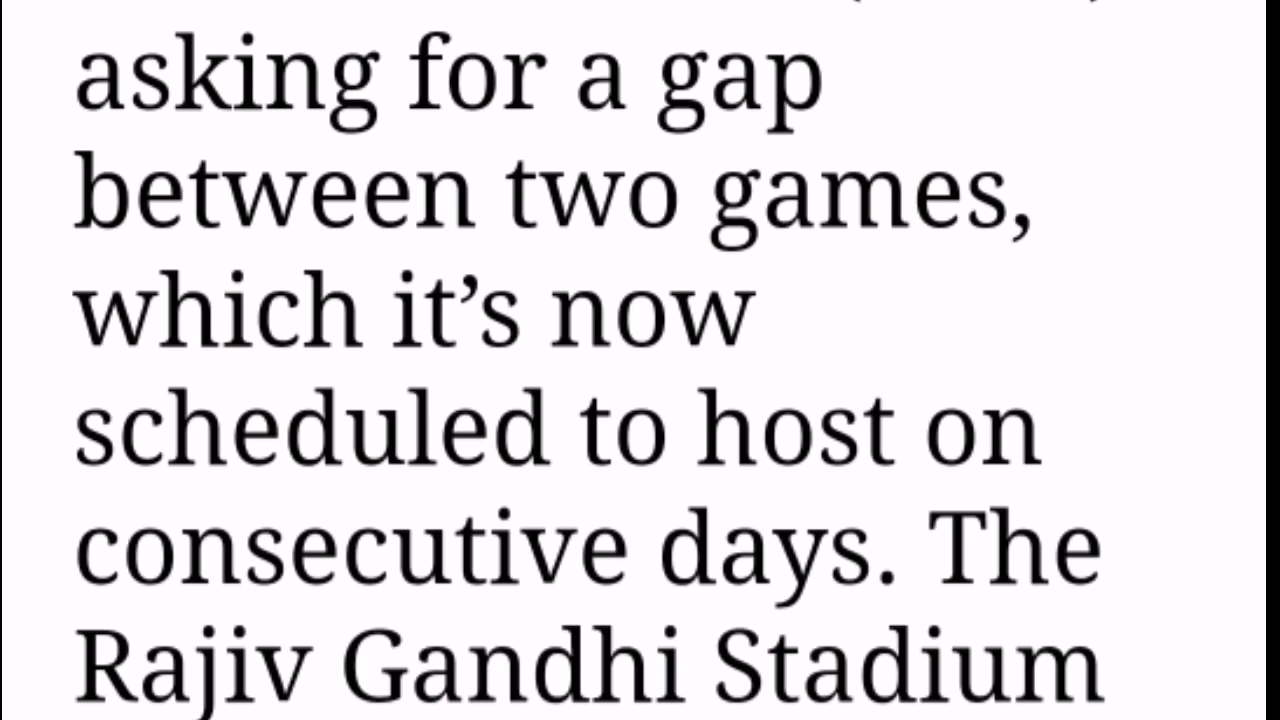 asking for a gap
between two games,
which it’s now
scheduled to host on
consecutive days. The
Rajiv Gandhi Stadium